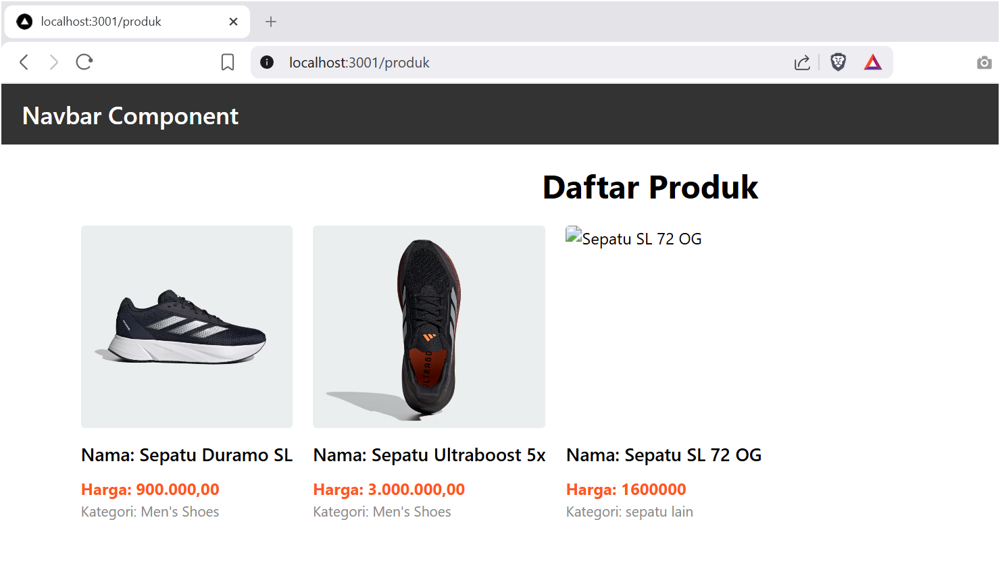 localhost:3001/produk
localhost:3001/produk
Navbar Component
Daftar Produk
Sepatu SL 72 OG
Nama: Sepatu Duramo SL
Harga: 900.000,00
Kategori: Men's Shoes
ULTRABO
Nama: Sepatu Ultraboost 5x
Harga: 3.000.000,00
Kategori: Men's Shoes
Nama: Sepatu SL 72 OG
Harga: 1600000
Kategori: sepatu lain